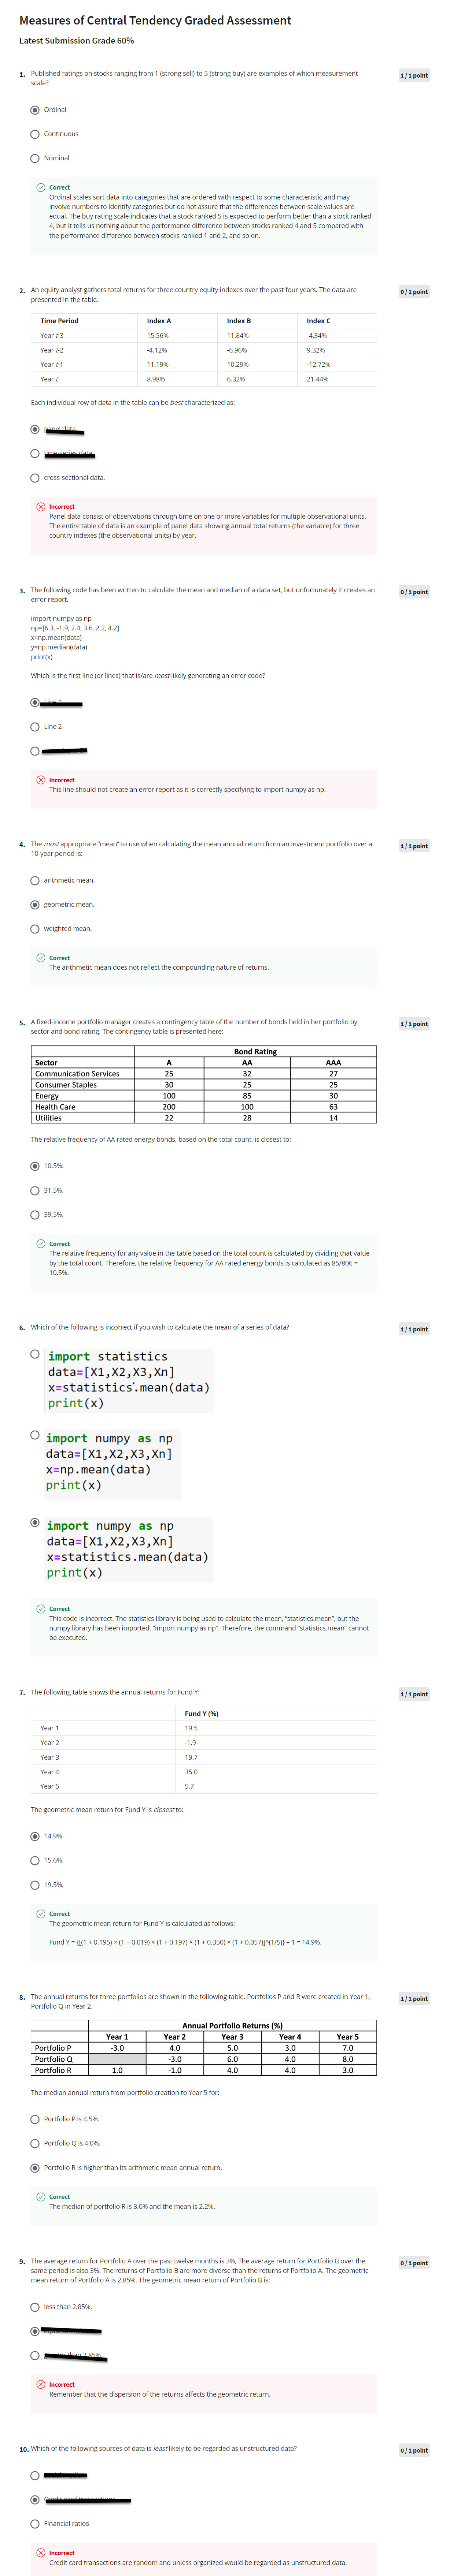 Measures of Central Tendency Graded Assessment
Latest Submission Grade 60%
1. Published ratings on stocks ranging from 1 (strong sell) to 5 (strong buy) are examples of which measurement
scale?
1 / 1 point
Ordinal
Continuous
Nominal
Correct
Ordinal scales sort data into categories that are ordered with respect to some characteristic and may
involve numbers to identify categories but do not assume that the differences between scale values are
equal. The buy rating scale indicates that a stock ranked 5 is expected to perform better than a stock ranked
4, but it tells us nothing about the performance difference between stocks ranked 4 and 5 compared with
the performance difference between stocks ranked 1 and 2, and so on.
2. An equity analyst gathers total returns for three country equity indexes over the past four years. The data are
presented in the table.
0 / 1 point
Time Period Index A Index B Index C
Year t-3 15.56% 11.84% -4.34%
Year t-2 -4.12% -6.96% 9.32%
Year t-1 11.19% 10.29% -12.72%
Year t 8.98% 6.32% 21.44%
Each individual row of data in the table can be best characterized as:
panel data
time-series data
cross-sectional data.
Incorrect
Panel data consist of observations through time on one or more variables for multiple observational units.
The entire table of data is an example of panel data showing annual total returns (the variable) for three
country indexes (the observational units) by year.
3. The following code has been written to calculate the mean and median of a data set, but unfortunately it creates an
error report.
0 / 1 point
import numpy as np
np=[6.3, -1.9, 2.4, 3.6, 2.2, 4.2]
x=np.mean(data)
y=np.median(data)
print(x)
Which is the first line (or lines) that is/are most likely generating an error code?
Line 2
Incorrect
This line should not create an error report as it is correctly specifying to import numpy as np.
4. The most appropriate "mean" to use when calculating the mean annual return from an investment portfolio over a
10-year period is:
1 / 1 point
arithmetic mean.
geometric mean.
weighted mean.
Correct
The arithmetic mean does not reflect the compounding nature of returns.
5. A fixed-income portfolio manager creates a contingency table of the number of bonds held in her portfolio by
sector and bond rating. The contingency table is presented here:
1 / 1 point
Bond Rating
Sector A AA AAA
Communication Services 25 32 27
Consumer Staples 30 25 25
Energy 100 85 30
Health Care 200 100 63
Utilities 22 28 14
The relative frequency of AA rated energy bonds, based on the total count, is closest to:
10.5%.
31.5%.
39.5%.
Correct
The relative frequency for any value in the table based on the total count is calculated by dividing that value
by the total count. Therefore, the relative frequency for AA rated energy bonds is calculated as 85/806 =
10.5%.
6. Which of the following is incorrect if you wish to calculate the mean of a series of data?
1 / 1 point
import statistics
data=[X1,X2,X3,Xn]
x=statistics.mean(data)
print(x)
import numpy as np
data=[X1,X2,X3,Xn]
x=np.mean(data)
print(x)
import numpy as np
data=[X1,X2,X3,Xn]
x=statistics.mean(data)
print(x)
Correct
This code is incorrect. The statistics library is being used to calculate the mean, "statistics.mean", but the
numpy library has been imported, "import numpy as np". Therefore, the command "statistics.mean" cannot
be executed.
7. The following table shows the annual returns for Fund Y:
1 / 1 point
Fund Y (%)
Year 1 19.5
Year 2 -1.9
Year 3 19.7
Year 4 35.0
Year 5 5.7
The geometric mean return for Fund Y is closest to:
14.9%.
15.6%.
19.5%.
Correct
The geometric mean return for Fund Y is calculated as follows:
Fund Y = {[(1 + 0.195) × (1 − 0.019) × (1 + 0.197) × (1 + 0.350) × (1 + 0.057)]^(1/5)} − 1 = 14.9%.
8. The annual returns for three portfolios are shown in the following table. Portfolios P and R were created in Year 1,
Portfolio Q in Year 2.
1 / 1 point
Annual Portfolio Returns (%)
Year 1 Year 2 Year 3 Year 4 Year 5
Portfolio P -3.0 4.0 5.0 3.0 7.0
Portfolio Q -3.0 6.0 4.0 8.0
Portfolio R 1.0 -1.0 4.0 4.0 3.0
The median annual return from portfolio creation to Year 5 for:
Portfolio P is 4.5%.
Portfolio Q is 4.0%.
Portfolio R is higher than its arithmetic mean annual return.
Correct
The median of portfolio R is 3.0% and the mean is 2.2%.
9. The average return for Portfolio A over the past twelve months is 3%, The average return for Portfolio B over the
same period is also 3%. The returns of Portfolio B are more diverse than the returns of Portfolio A. The geometric
mean return of Portfolio A is 2.85%. The geometric mean return of Portfolio B is:
0 / 1 point
less than 2.85%.
than 2.85%
Incorrect
Remember that the dispersion of the returns affects the geometric return.
10. Which of the following sources of data is least likely to be regarded as unstructured data?
0 / 1 point
Financial ratios
Incorrect
Credit card transactions are random and unless organized would be regarded as unstructured data.